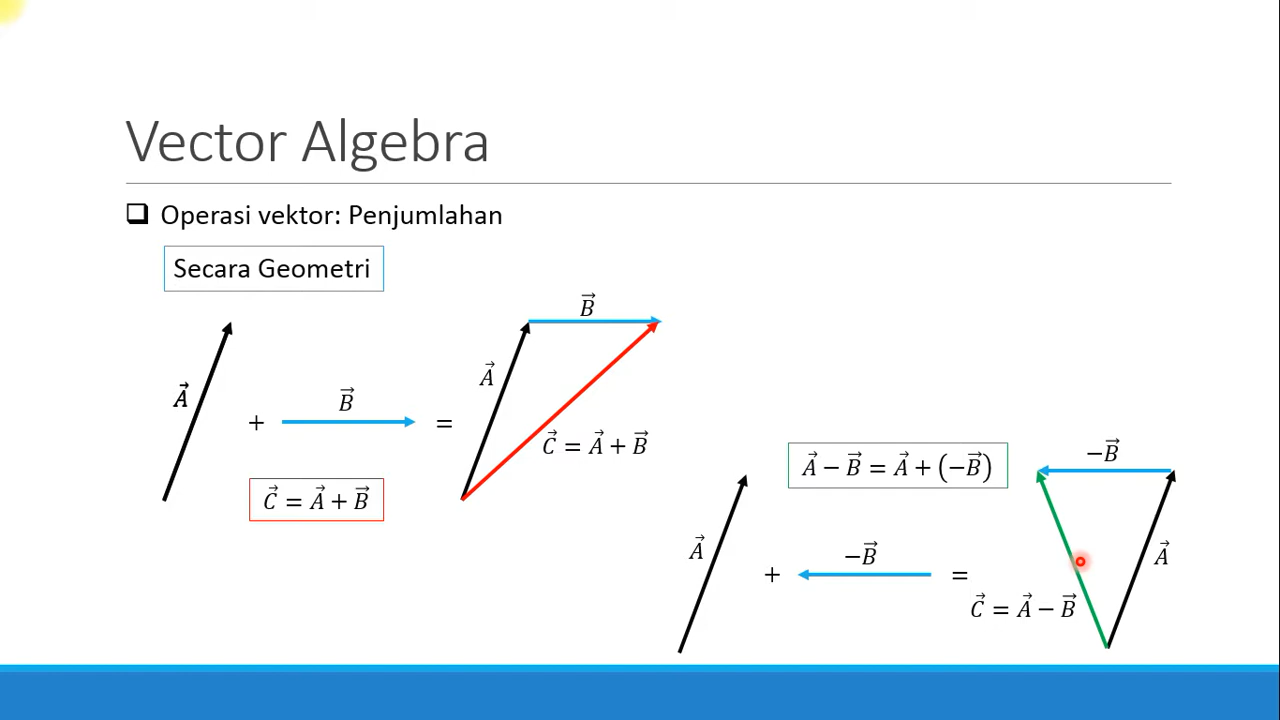 Vector Algebra
❑ Operasi vektor: Penjumlahan
Secara Geometri
A⃗
+
B⃗
=
A⃗
B⃗
C⃗ = A⃗ + B⃗
C⃗ = A⃗ + B⃗
A⃗ − B⃗ = A⃗ + (−B⃗)
A⃗
+
−B⃗
=
−B⃗
A⃗
C⃗ = A⃗ − B⃗